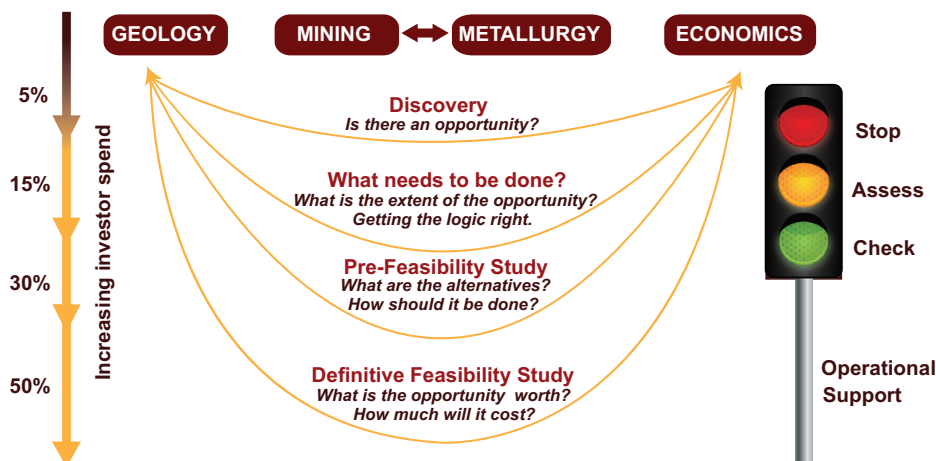 GEOLOGY
MINING
METALLURGY
ECONOMICS
5%
15%
30%
50%
Increasing investor spend
Discovery
Is there an opportunity?
What needs to be done?
What is the extent of the opportunity?
Getting the logic right.
Pre-Feasibility Study
What are the alternatives?
How should it be done?
Definitive Feasibility Study
What is the opportunity worth?
How much will it cost?
Stop
Assess
Check
Operational
Support